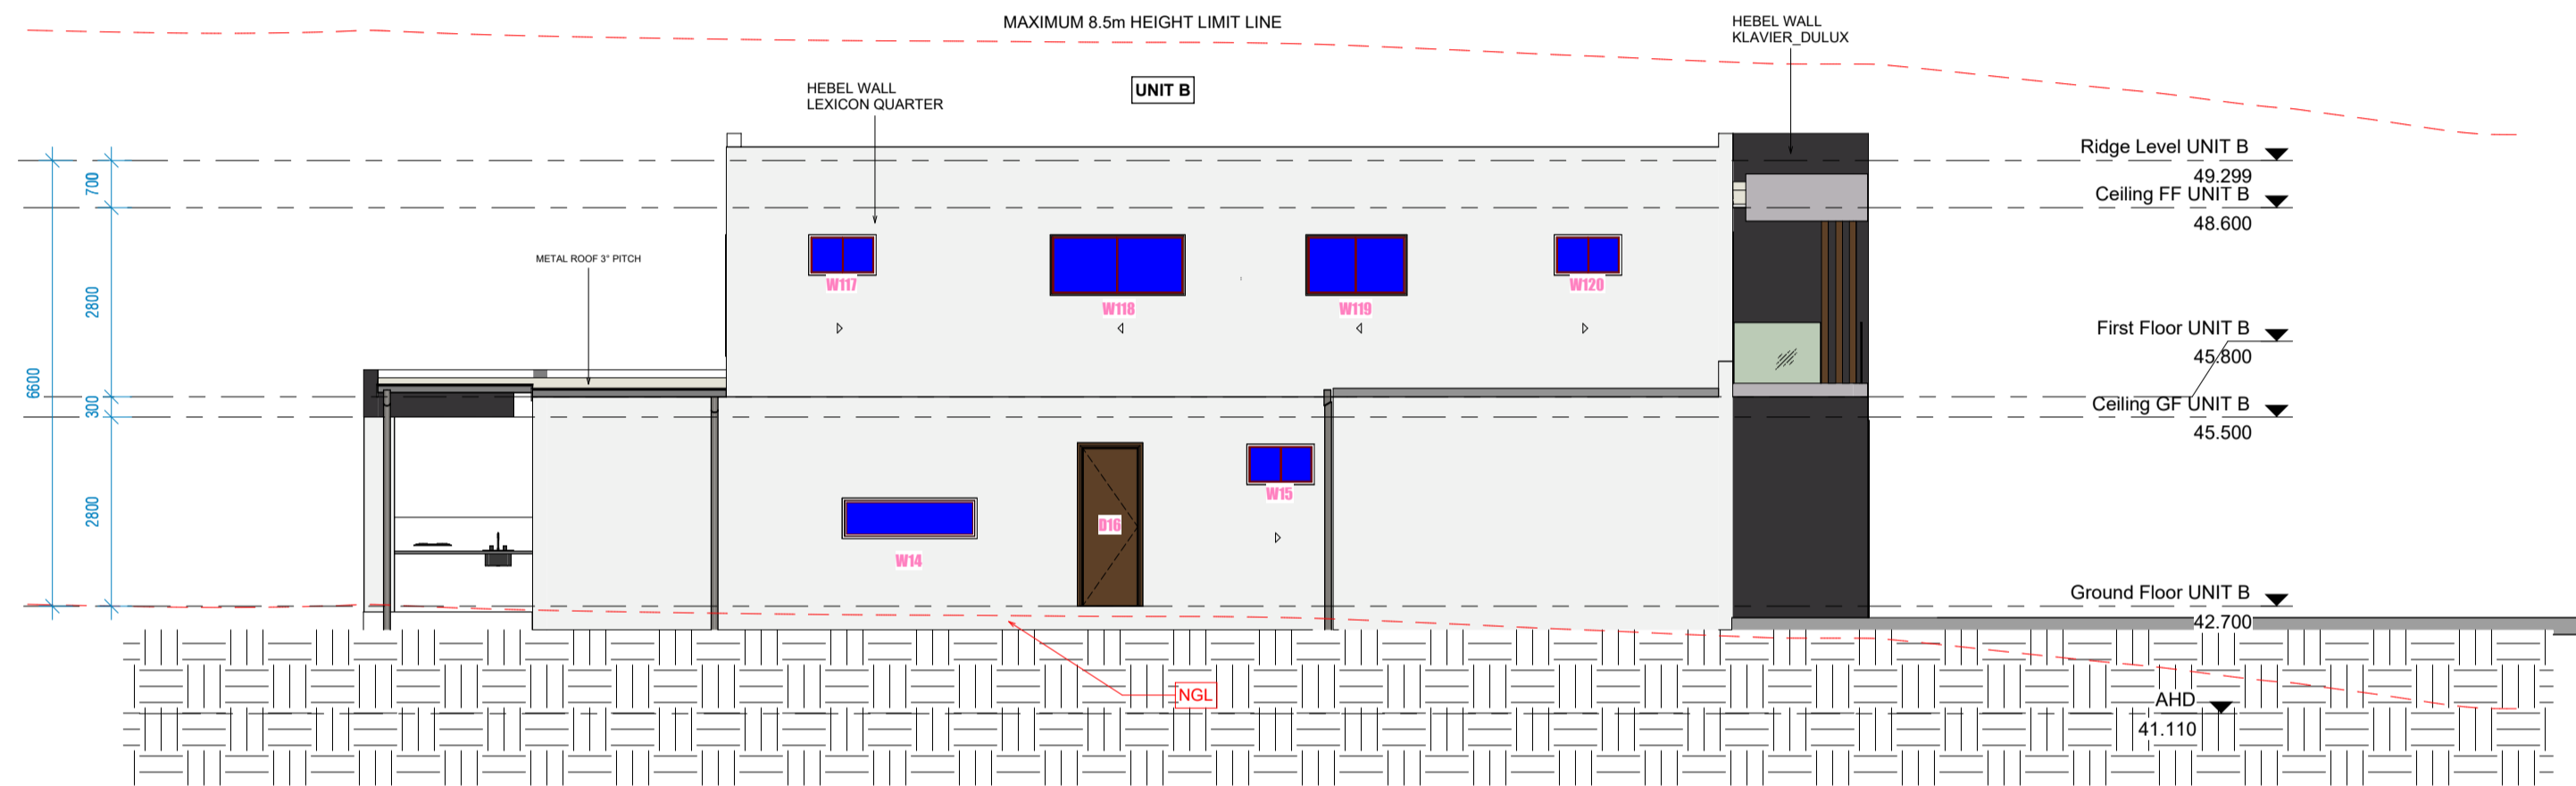 MAXIMUM 8.5m HEIGHT LIMIT LINE
HEBEL WALL
KLAVIER_DULUX
HEBEL WALL
LEXICON QUARTER
UNIT B
Ridge Level UNIT B
49.299
Ceiling FF UNIT B
48.600
700
METAL ROOF 3° PITCH
W117
W118
W119
W120
2800
First Floor UNIT B
45.800
6600
300
Ceiling GF UNIT B
45.500
2800
W15
D16
W14
Ground Floor UNIT B
42.700
NGL
AHD
41.110